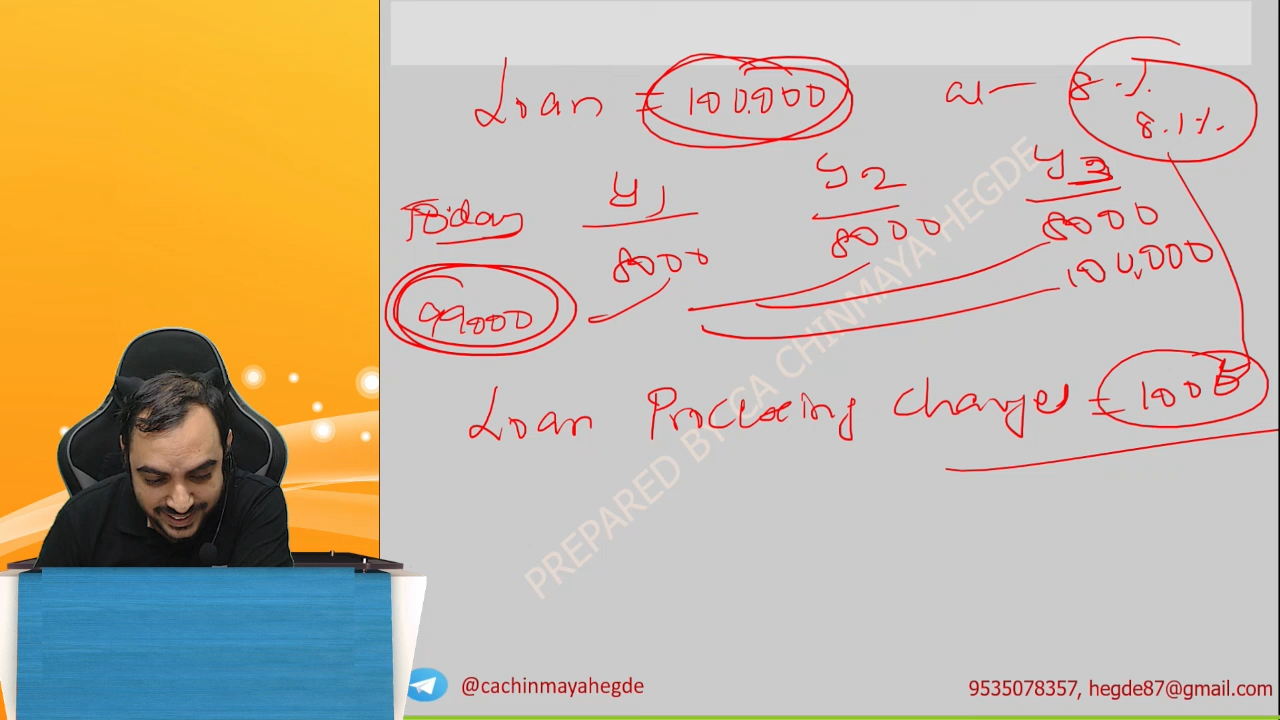 Loan = 100,000 at - 8%
8.1%
Today Y1 Y2 Y3
8000 8000 8000
99000 100,000
Loan Processing Charges = 1000
PREPARED BY CA CHINMAYA HEGDE
@cachinmayahegde
9535078357, hegde87@gmail.com